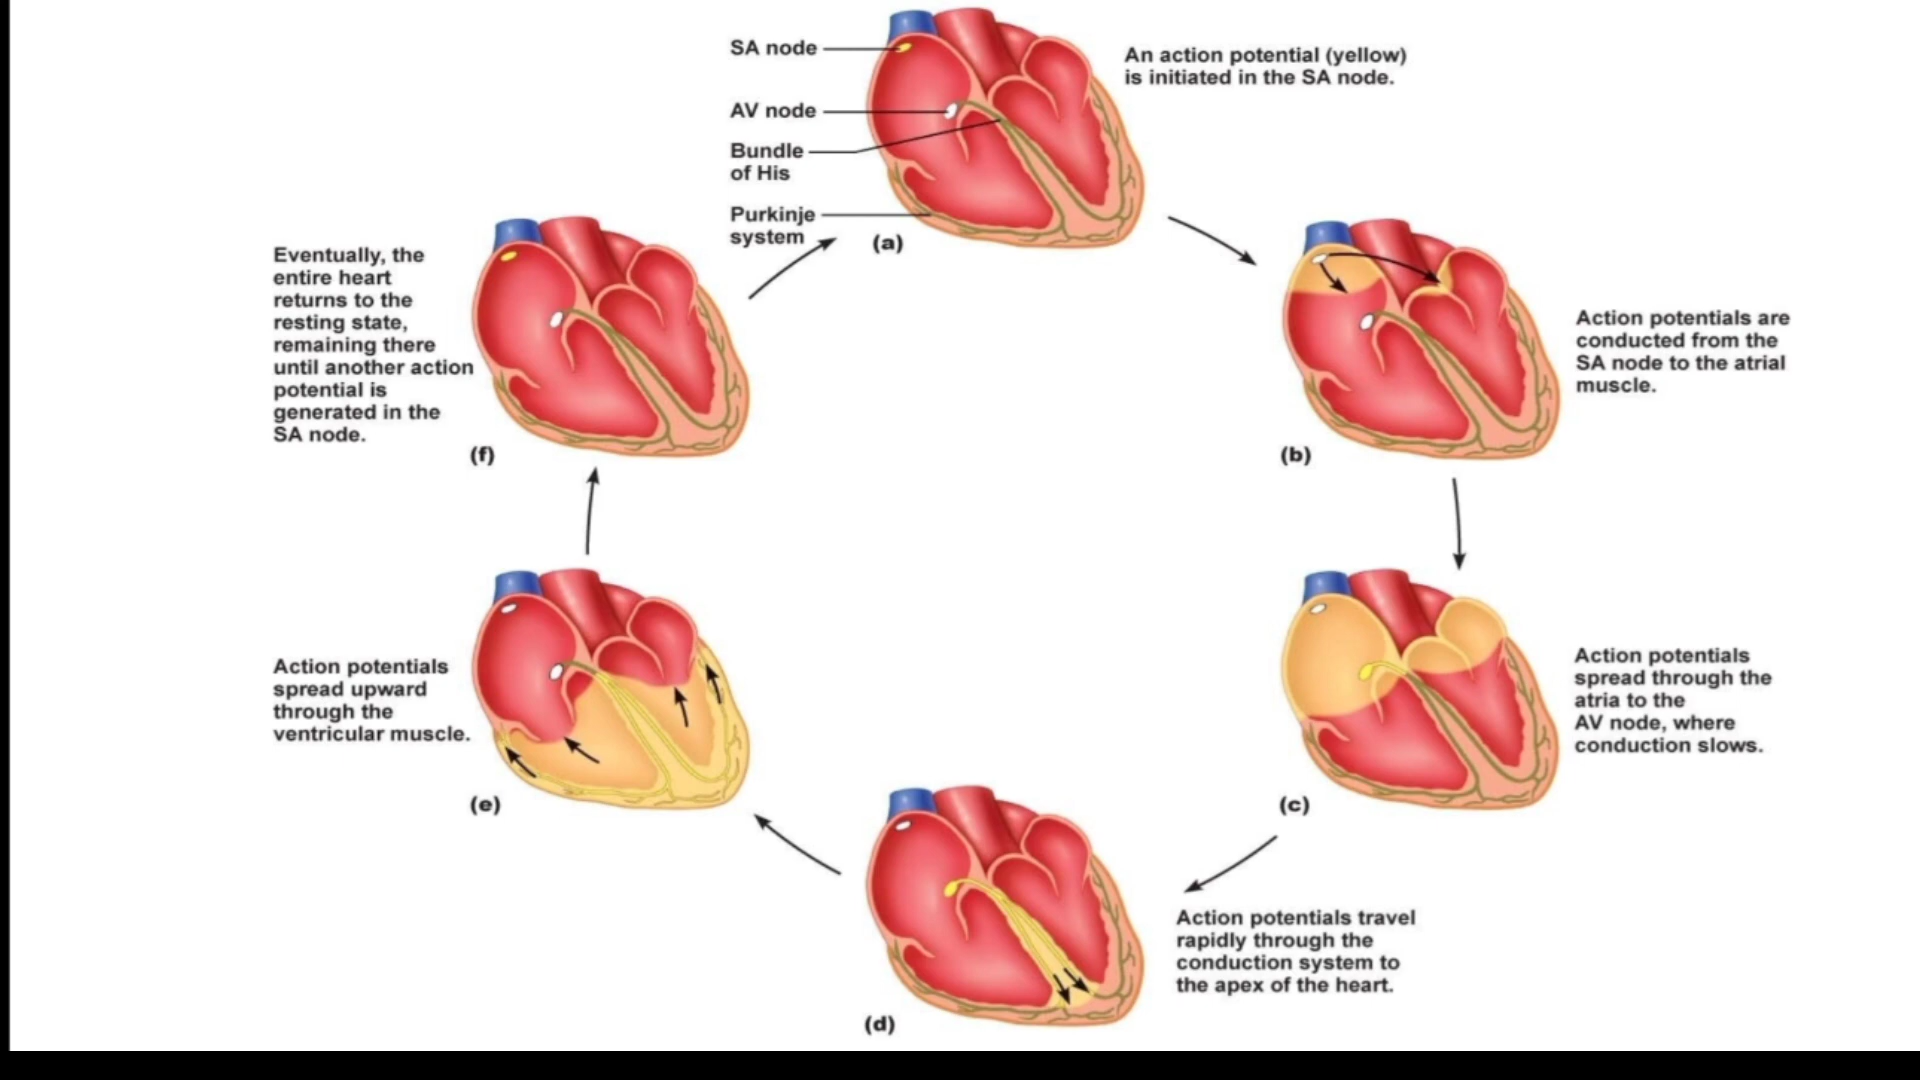 SA node
AV node
Bundle
of His
Purkinje
system
(a)
An action potential (yellow)
is initiated in the SA node.
(b)
Action potentials are
conducted from the
SA node to the atrial
muscle.
(c)
Action potentials
spread through the
atria to the
AV node, where
conduction slows.
(d)
Action potentials travel
rapidly through the
conduction system to
the apex of the heart.
(e)
Action potentials
spread upward
through the
ventricular muscle.
(f)
Eventually, the
entire heart
returns to the
resting state,
remaining there
until another action
potential is
generated in the
SA node.